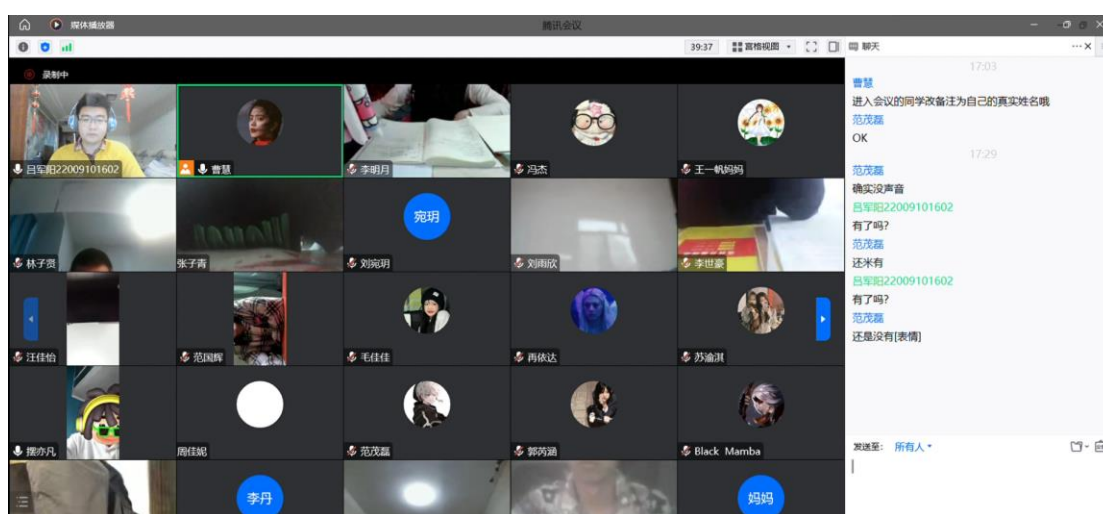 媒体播放器
腾讯会议
39:37
宫格视图
聊天
录制中
吕军阳22009101602
曹慧
李明月
冯杰
王一帆妈妈
林子贤
张子青
宛玥
刘宛玥
刘雨欣
李世豪
汪佳怡
范国辉
毛佳佳
再依达
苏渝淇
摆亦凡
周佳妮
范茂磊
郭芮涵
Black Mamba
李丹
妈妈
17:03
曹慧
进入会议的同学改备注为自己的真实姓名哦
范茂磊
OK
17:29
范茂磊
确实没声音
吕军阳22009101602
有了吗?
范茂磊
还米有
吕军阳22009101602
有了吗?
范茂磊
还是没有[表情]
发送至: 所有人